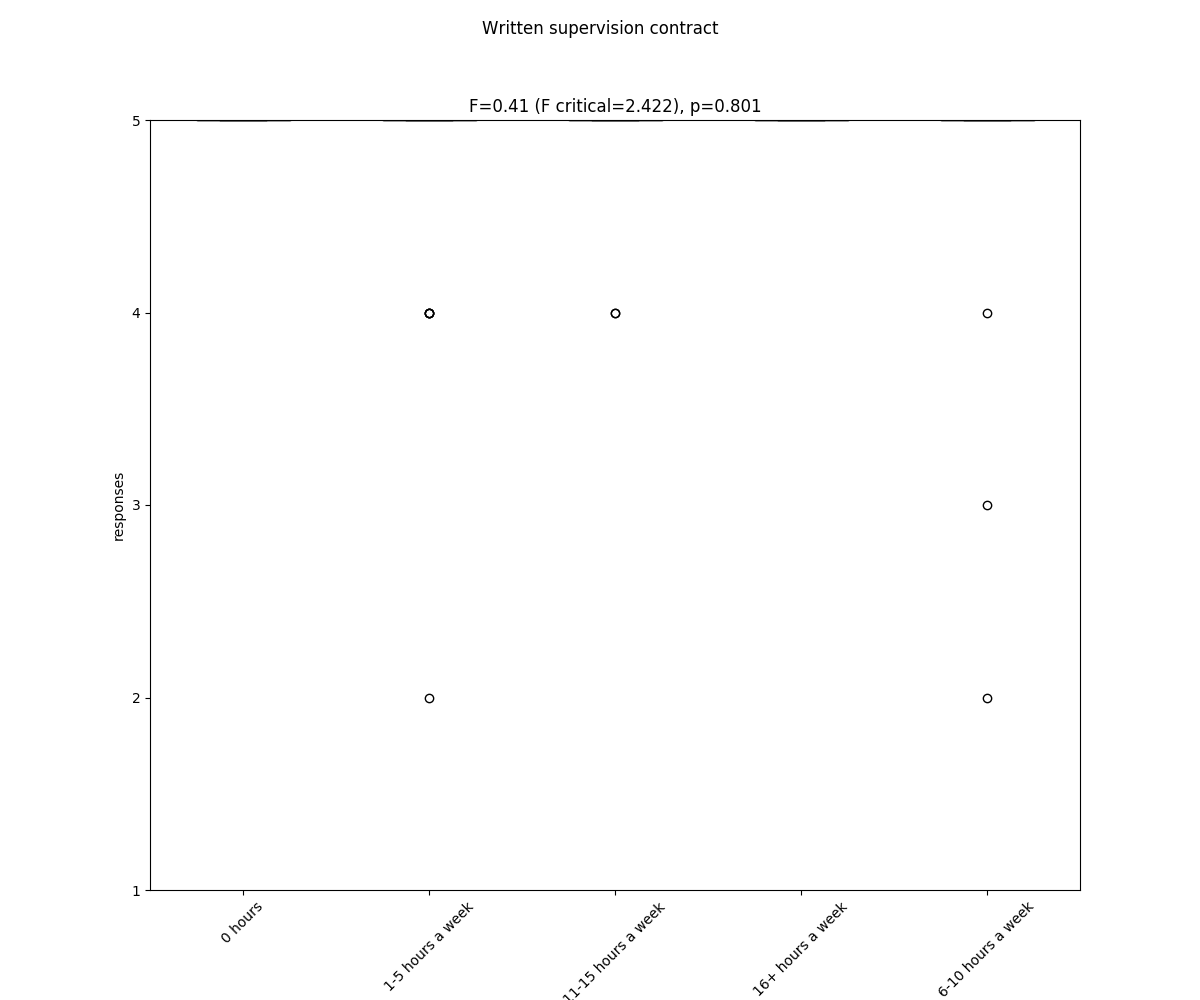 Written supervision contract
F=0.41 (F critical=2.422), p=0.801
5
4
3
2
1
responses
0 hours
1-5 hours a week
11-15 hours a week
16+ hours a week
6-10 hours a week